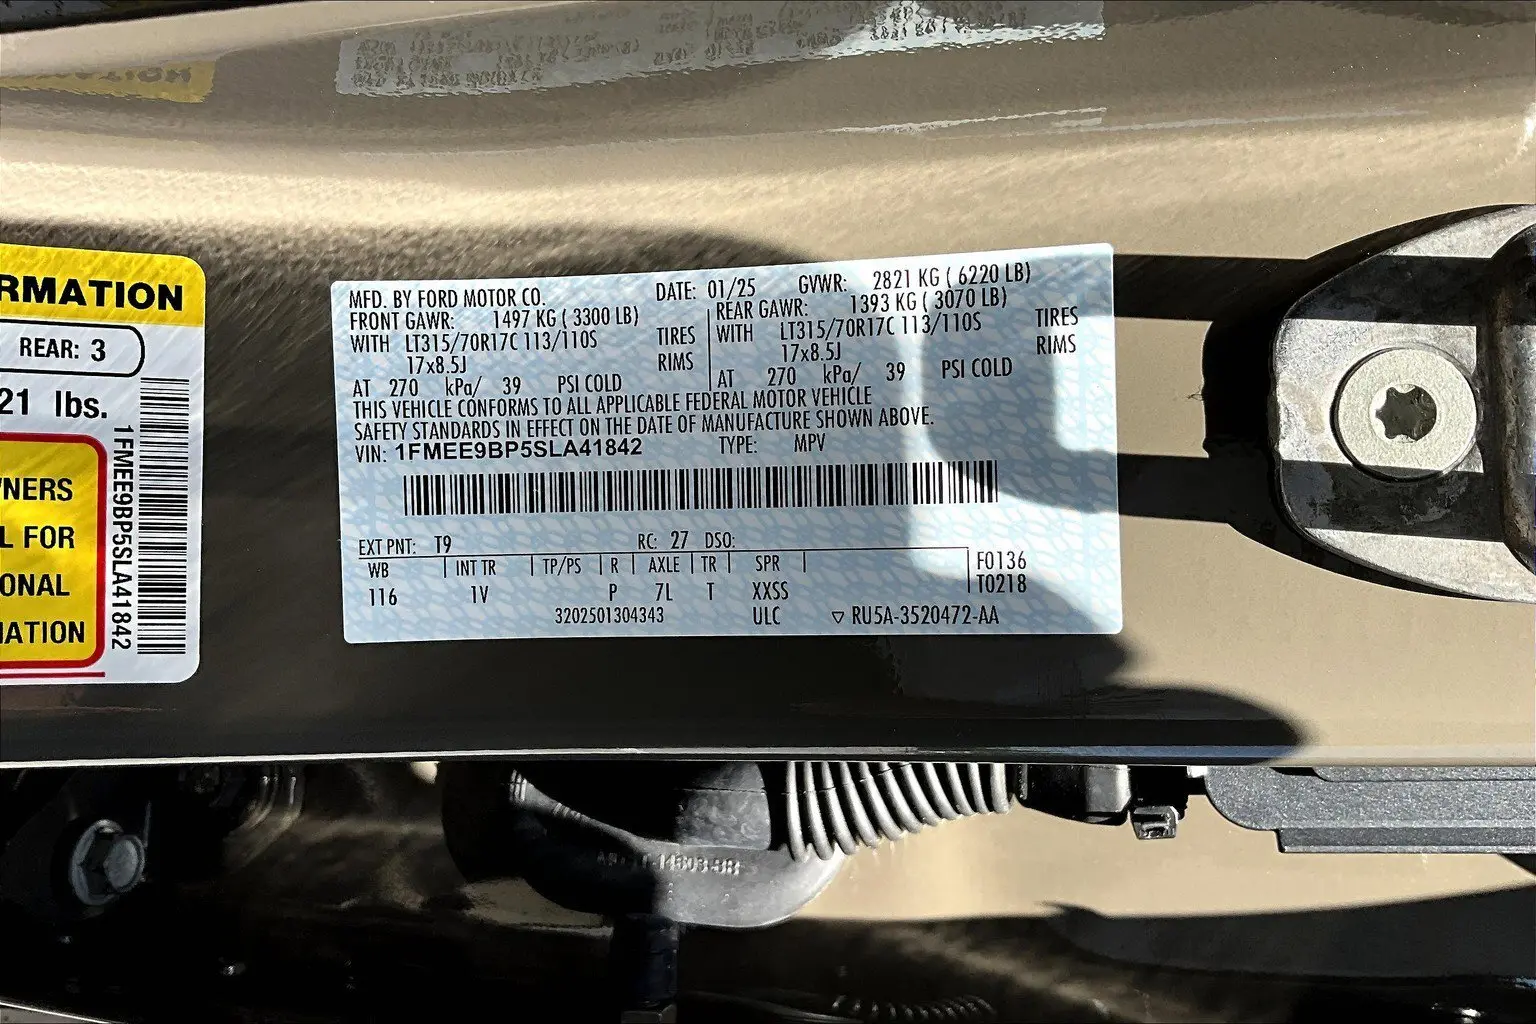 RMATION
REAR: 3
21 lbs.
WNERS
L FOR
ONAL
MATION
1FMEE9BP5SLA41842
MFD. BY FORD MOTOR CO. DATE: 01/25 GVWR: 2821 KG ( 6220 LB)
FRONT GAWR: 1497 KG ( 3300 LB) REAR GAWR: 1393 KG ( 3070 LB)
WITH LT315/70R17C 113/110S TIRES WITH LT315/70R17C 113/110S TIRES
17x8.5J RIMS 17x8.5J RIMS
AT 270 kPa/ 39 PSI COLD AT 270 kPa/ 39 PSI COLD
THIS VEHICLE CONFORMS TO ALL APPLICABLE FEDERAL MOTOR VEHICLE
SAFETY STANDARDS IN EFFECT ON THE DATE OF MANUFACTURE SHOWN ABOVE.
VIN: 1FMEE9BP5SLA41842 TYPE: MPV
EXT PNT: T9 RC: 27 DSO:
WB INT TR TP/PS R AXLE TR SPR F0136
116 1V P 7L T XXSS T0218
3202501304343 ULC ▽ RU5A-3520472-AA